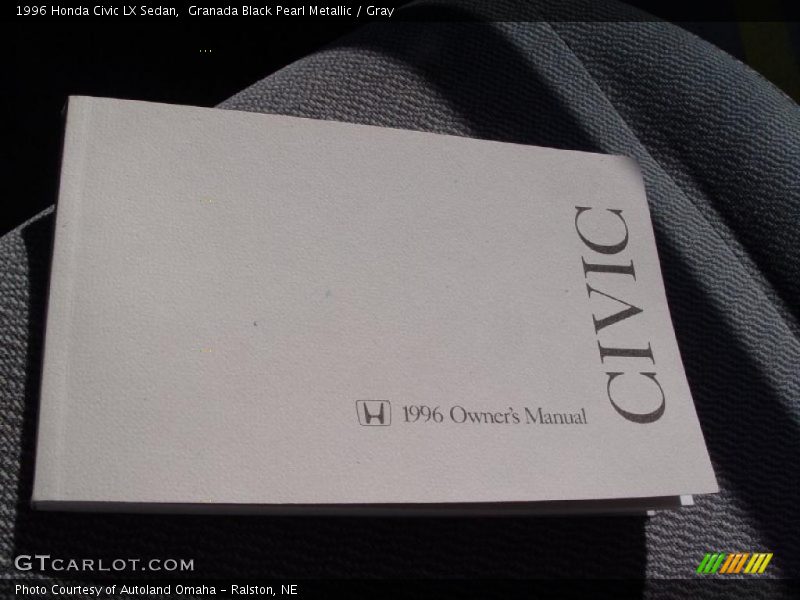 1996 Honda Civic LX Sedan,  Granada Black Pearl Metallic / Gray
CIVIC
1996 Owner's Manual
GTCARLOT.COM
Photo Courtesy of Autoland Omaha - Ralston, NE